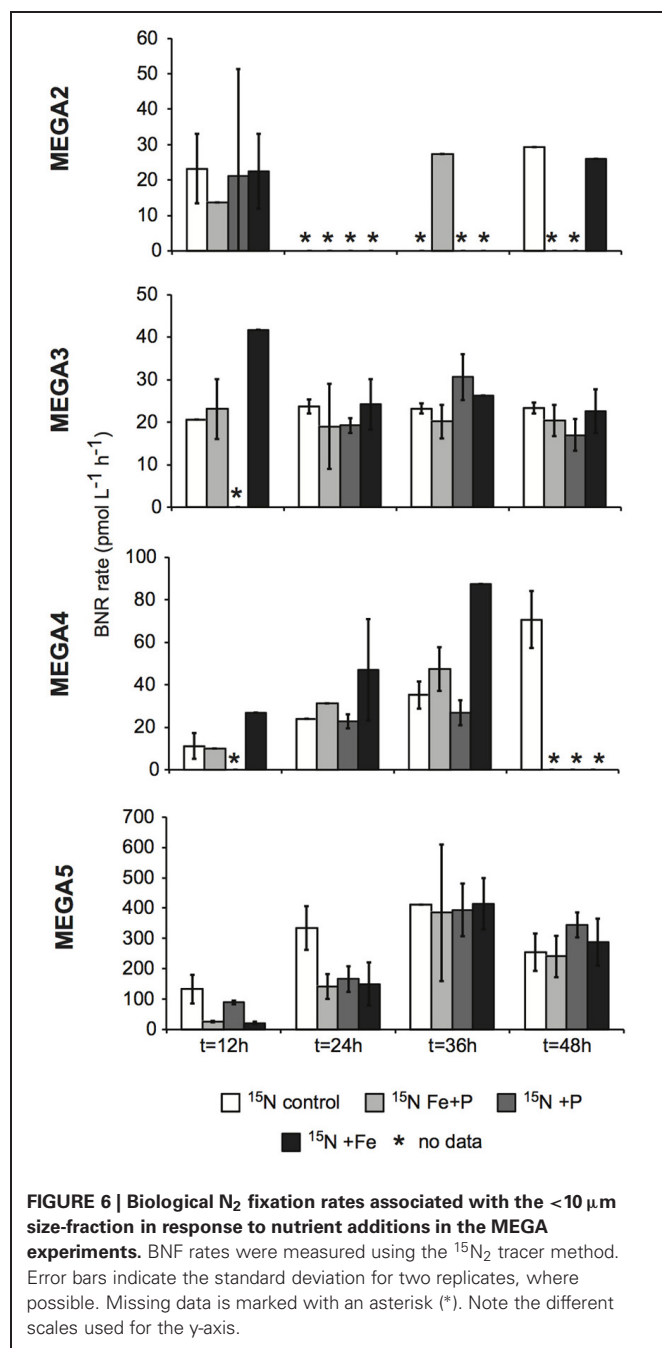 MEGA2
60
50
40
30
20
10
0
* * * * * * * * *
MEGA3
BNR rate (pmol L⁻¹ h⁻¹)
50
40
30
20
10
0
*
MEGA4
100
80
60
40
20
0
* * * *
MEGA5
700
600
500
400
300
200
100
0
t=12h t=24h t=36h t=48h
¹⁵N control ¹⁵N Fe+P ¹⁵N +P
¹⁵N +Fe * no data
FIGURE 6 | Biological N₂ fixation rates associated with the <10 μm
size-fraction in response to nutrient additions in the MEGA
experiments. BNF rates were measured using the ¹⁵N₂ tracer method.
Error bars indicate the standard deviation for two replicates, where
possible. Missing data is marked with an asterisk (*). Note the different
scales used for the y-axis.